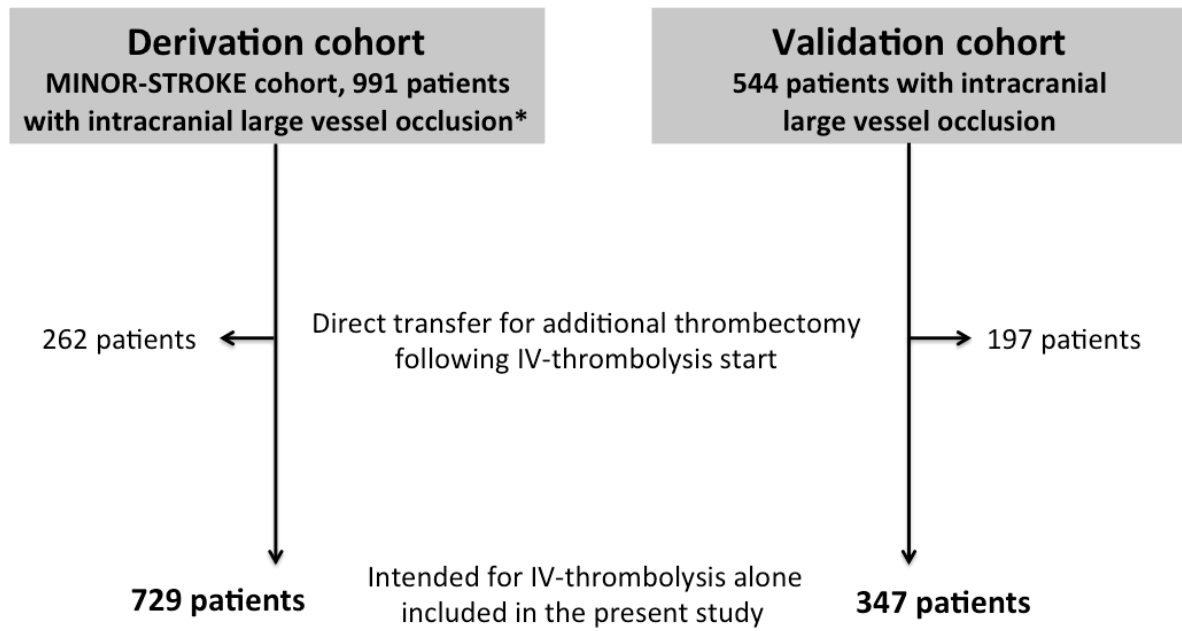 Derivation cohort
MINOR-STROKE cohort, 991 patients
with intracranial large vessel occlusion*
Validation cohort
544 patients with intracranial
large vessel occlusion
262 patients
Direct transfer for additional thrombectomy
following IV-thrombolysis start
197 patients
729 patients
Intended for IV-thrombolysis alone
included in the present study
347 patients